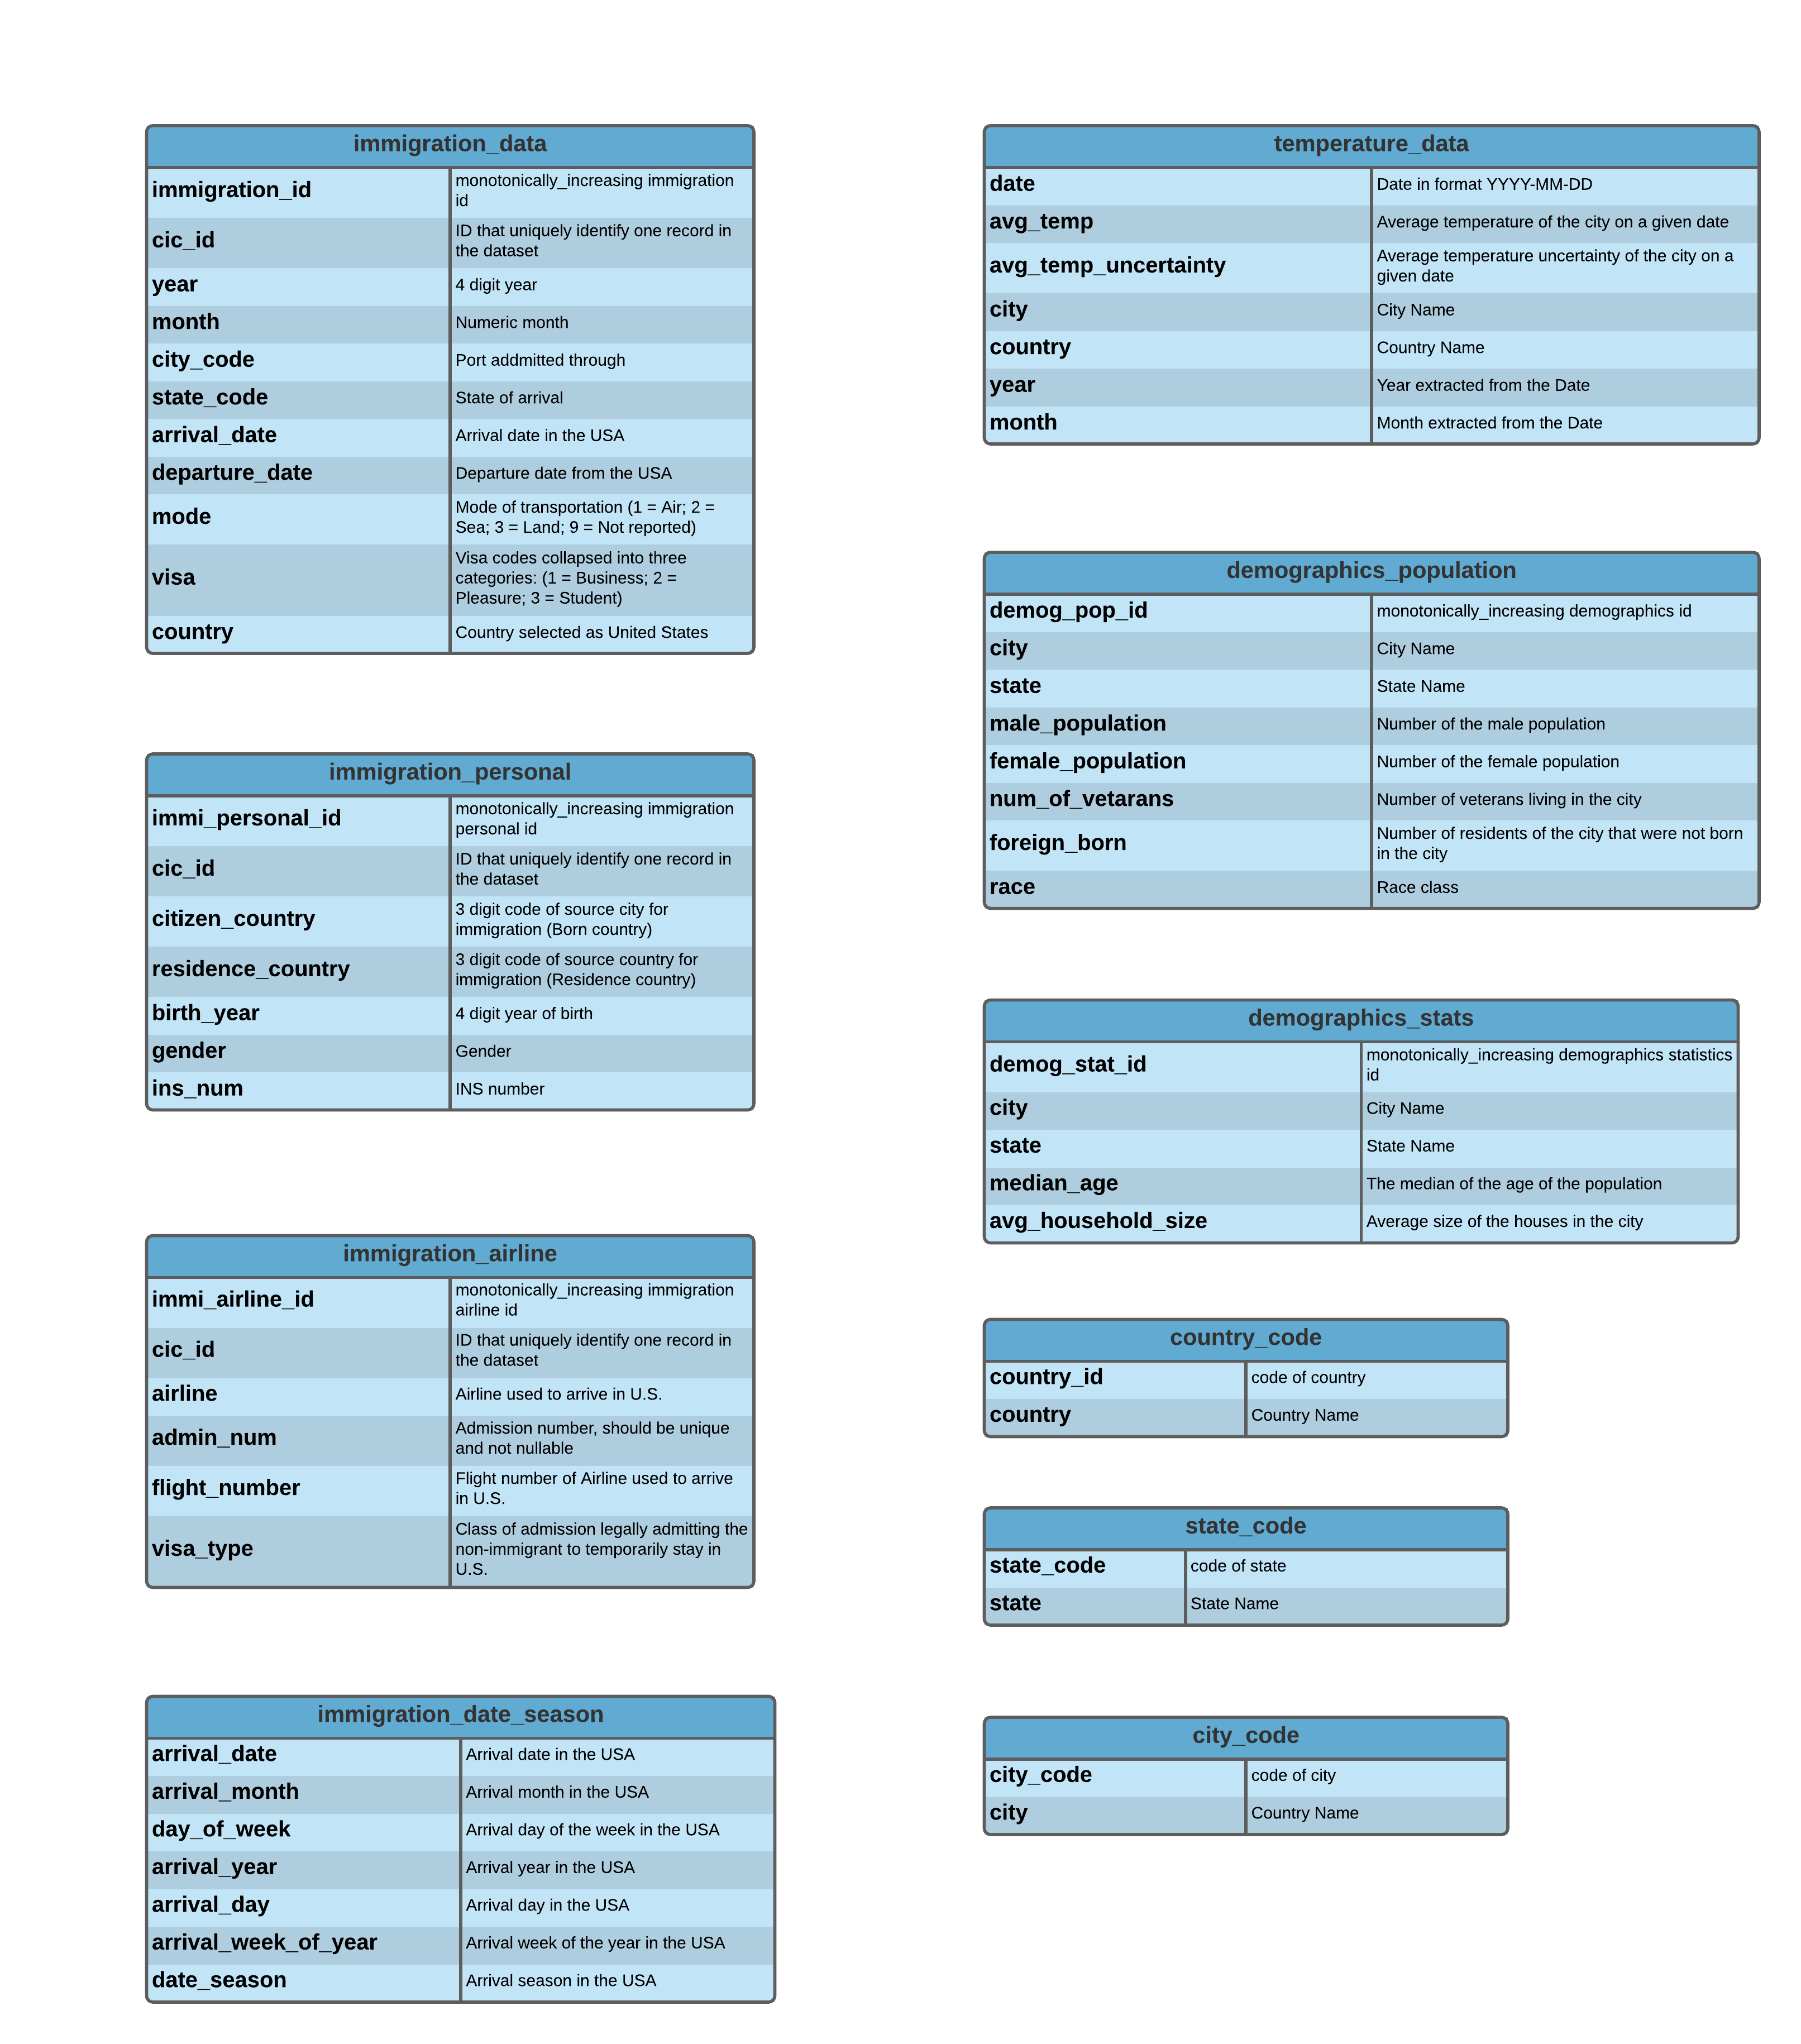 immigration_data
immigration_id
monotonically_increasing immigration
id
cic_id
ID that uniquely identify one record in
the dataset
year
4 digit year
month
Numeric month
city_code
Port addmitted through
state_code
State of arrival
arrival_date
Arrival date in the USA
departure_date
Departure date from the USA
mode
Mode of transportation (1 = Air; 2 =
Sea; 3 = Land; 9 = Not reported)
visa
Visa codes collapsed into three
categories: (1 = Business; 2 =
Pleasure; 3 = Student)
country
Country selected as United States
immigration_personal
immi_personal_id
monotonically_increasing immigration
personal id
cic_id
ID that uniquely identify one record in
the dataset
citizen_country
3 digit code of source city for
immigration (Born country)
residence_country
3 digit code of source country for
immigration (Residence country)
birth_year
4 digit year of birth
gender
Gender
ins_num
INS number
immigration_airline
immi_airline_id
monotonically_increasing immigration
airline id
cic_id
ID that uniquely identify one record in
the dataset
airline
Airline used to arrive in U.S.
admin_num
Admission number, should be unique
and not nullable
flight_number
Flight number of Airline used to arrive
in U.S.
visa_type
Class of admission legally admitting the
non-immigrant to temporarily stay in
U.S.
immigration_date_season
arrival_date
Arrival date in the USA
arrival_month
Arrival month in the USA
day_of_week
Arrival day of the week in the USA
arrival_year
Arrival year in the USA
arrival_day
Arrival day in the USA
arrival_week_of_year
Arrival week of the year in the USA
date_season
Arrival season in the USA
temperature_data
date
Date in format YYYY-MM-DD
avg_temp
Average temperature of the city on a given date
avg_temp_uncertainty
Average temperature uncertainty of the city on a
given date
city
City Name
country
Country Name
year
Year extracted from the Date
month
Month extracted from the Date
demographics_population
demog_pop_id
monotonically_increasing demographics id
city
City Name
state
State Name
male_population
Number of the male population
female_population
Number of the female population
num_of_vetarans
Number of veterans living in the city
foreign_born
Number of residents of the city that were not born
in the city
race
Race class
demographics_stats
demog_stat_id
monotonically_increasing demographics statistics
id
city
City Name
state
State Name
median_age
The median of the age of the population
avg_household_size
Average size of the houses in the city
country_code
country_id
code of country
country
Country Name
state_code
state_code
code of state
state
State Name
city_code
city_code
code of city
city
Country Name